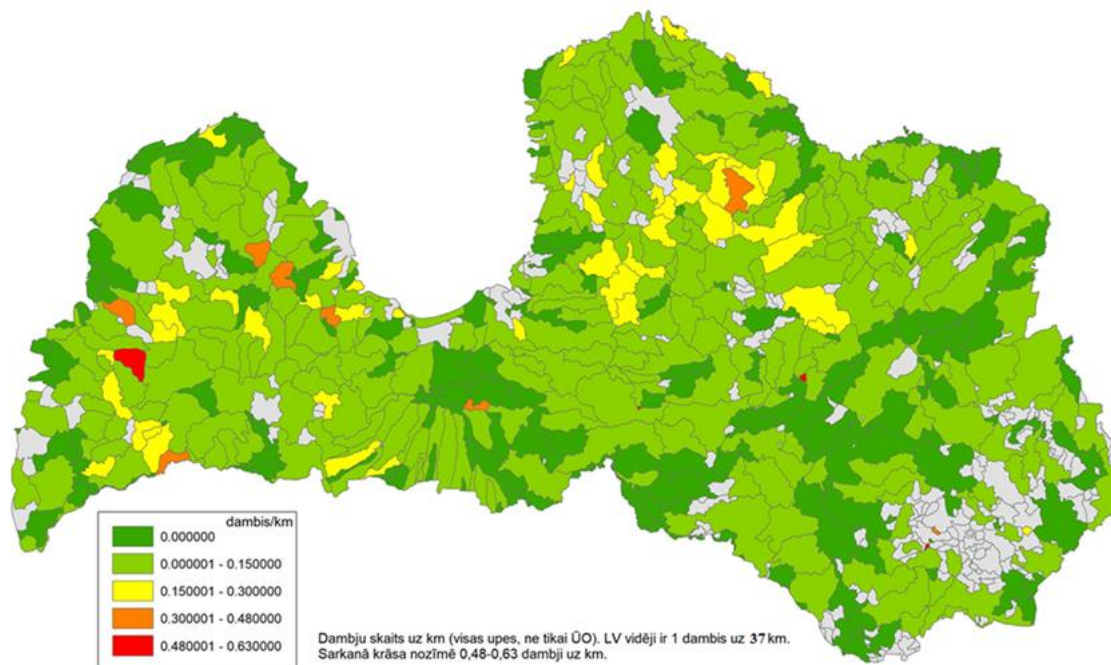 dambis/km
0.000000
0.000001 - 0.150000
0.150001 - 0.300000
0.300001 - 0.480000
0.480001 - 0.630000
Dambju skaits uz km (visas upes, ne tikai ŪO). LV vidēji ir 1 dambis uz 37 km.
Sarkanā krāsa nozīmē 0,48-0,63 dambji uz km.